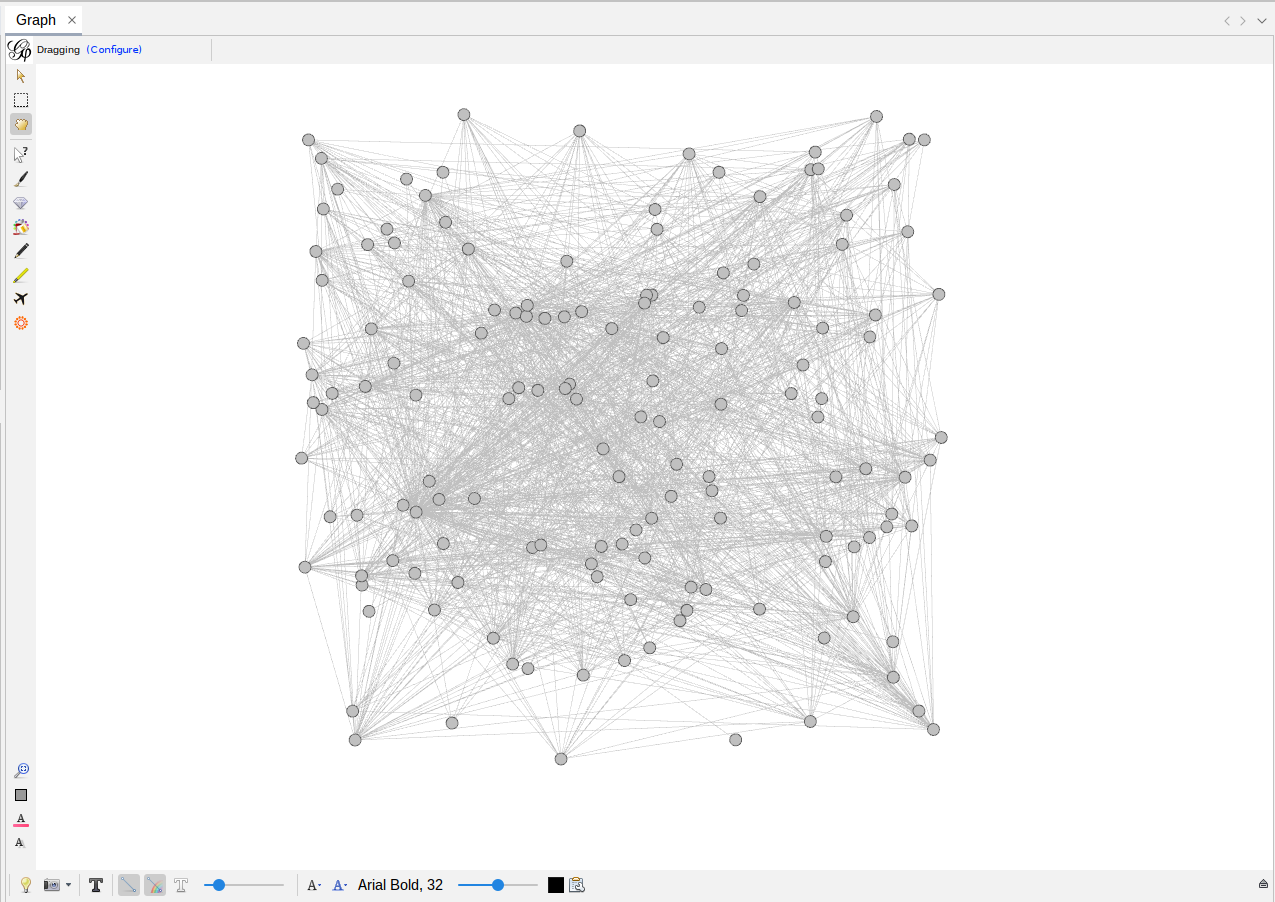 Graph
Dragging (Configure)
A
A
T T
A A Arial Bold, 32